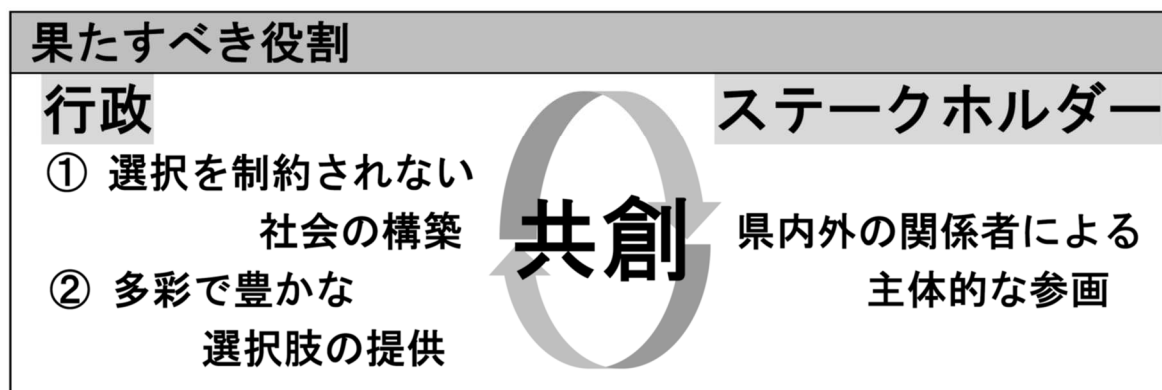 果たすべき役割
行政
① 選択を制約されない
社会の構築
② 多彩で豊かな
選択肢の提供
共創
ステークホルダー
県内外の関係者による
主体的な参画